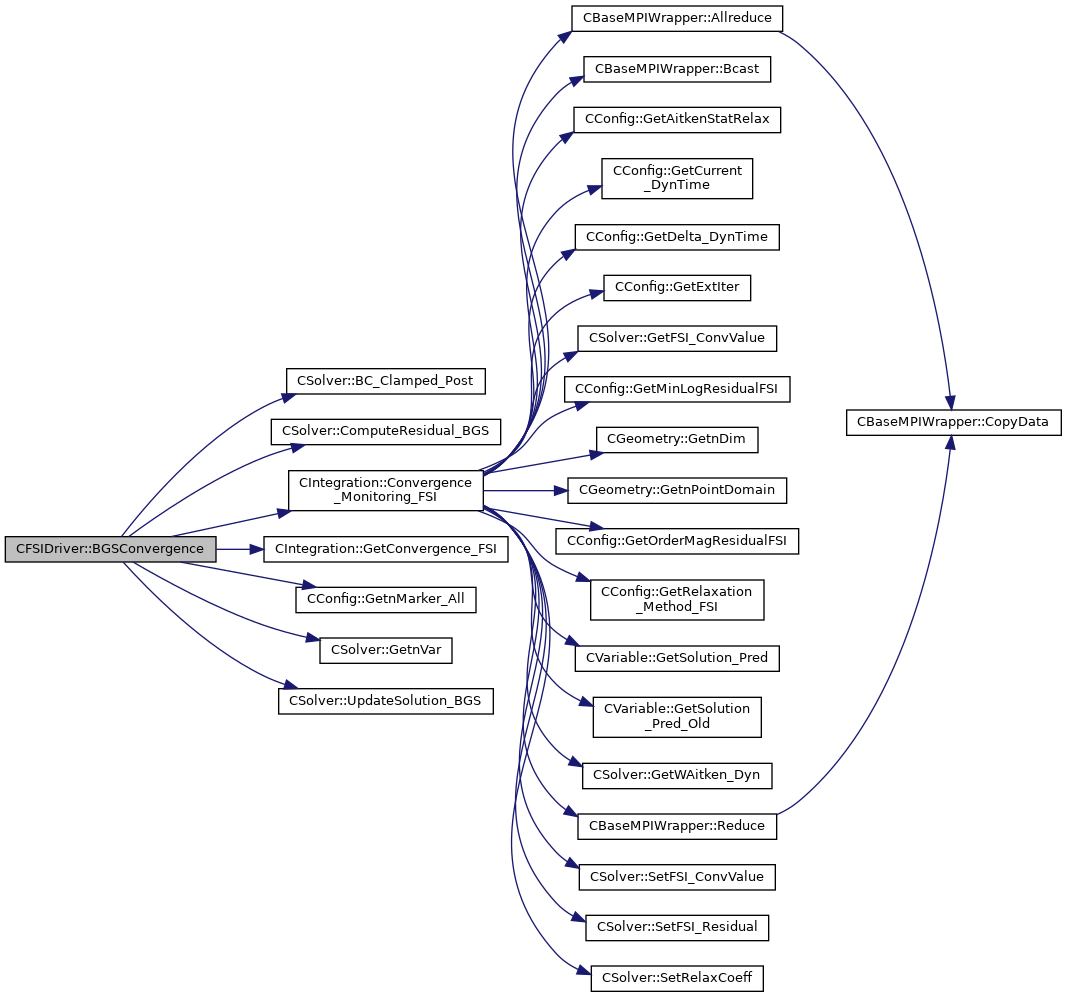 CFSIDriver::BGSConvergence
CSolver::BC_Clamped_Post
CSolver::ComputeResidual_BGS
CIntegration::Convergence
_Monitoring_FSI
CIntegration::GetConvergence_FSI
CConfig::GetnMarker_All
CSolver::GetnVar
CSolver::UpdateSolution_BGS
CBaseMPIWrapper::Allreduce
CBaseMPIWrapper::Bcast
CConfig::GetAitkenStatRelax
CConfig::GetCurrent
_DynTime
CConfig::GetDelta_DynTime
CConfig::GetExtIter
CSolver::GetFSI_ConvValue
CConfig::GetMinLogResidualFSI
CGeometry::GetnDim
CGeometry::GetnPointDomain
CConfig::GetOrderMagResidualFSI
CConfig::GetRelaxation
_Method_FSI
CVariable::GetSolution_Pred
CVariable::GetSolution
_Pred_Old
CSolver::GetWAitken_Dyn
CBaseMPIWrapper::Reduce
CSolver::SetFSI_ConvValue
CSolver::SetFSI_Residual
CSolver::SetRelaxCoeff
CBaseMPIWrapper::CopyData